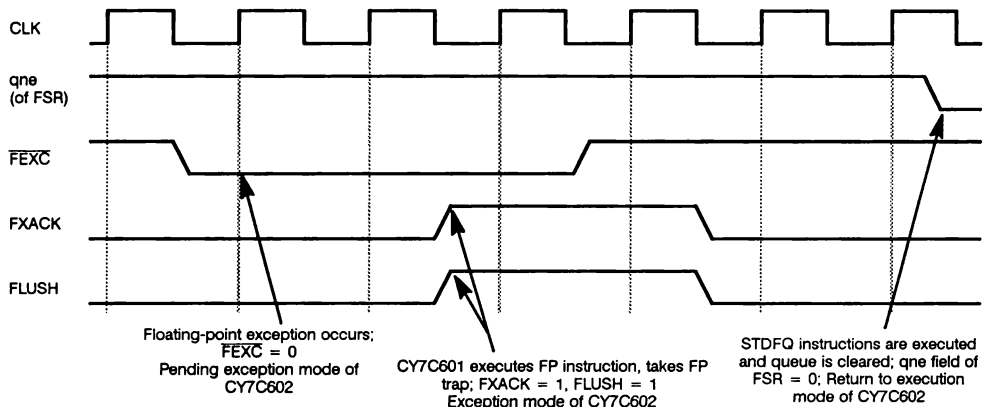 CLK
qne
(of FSR)
FEXC
FXACK
FLUSH
Floating-point exception occurs;
FEXC = 0
Pending exception mode of
CY7C602
CY7C601 executes FP instruction, takes FP
trap; FXACK = 1, FLUSH = 1
Exception mode of CY7C602
STDFQ instructions are executed
and queue is cleared; qne field of
FSR = 0; Return to execution
mode of CY7C602